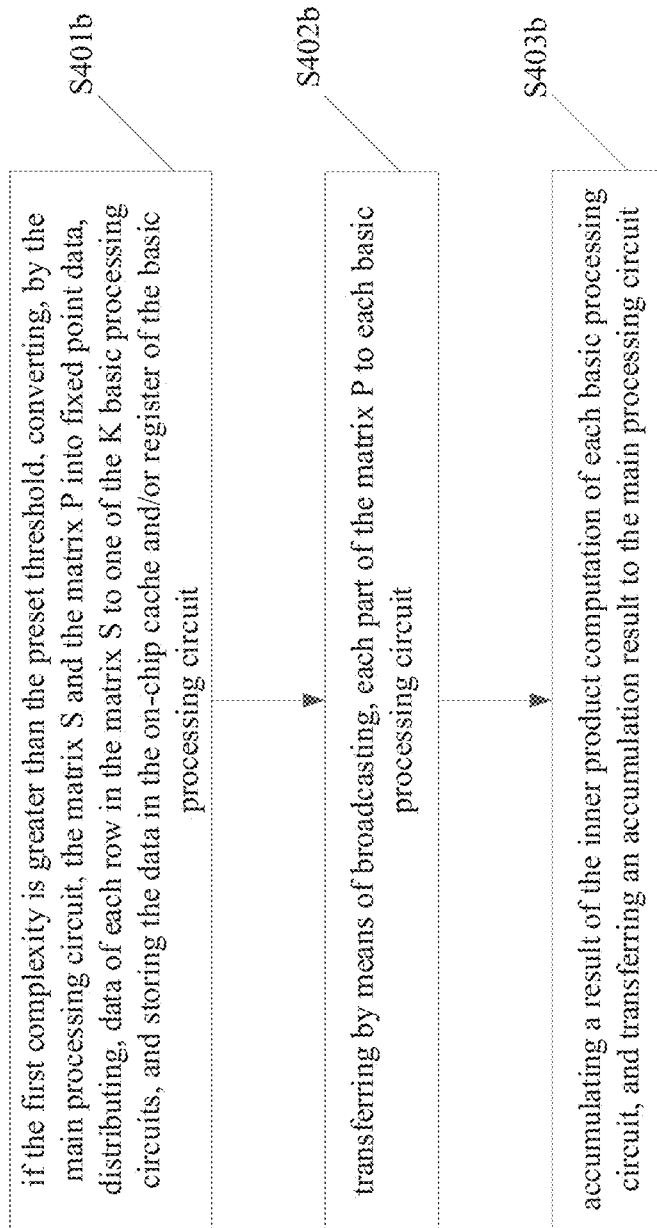 if the first complexity is greater than the preset threshold, converting, by the
main processing circuit, the matrix S and the matrix P into fixed point data,
distributing, data of each row in the matrix S to one of the K basic processing
circuits, and storing the data in the on-chip cache and/or register of the basic
processing circuit
S401b
transferring by means of broadcasting, each part of the matrix P to each basic
processing circuit
S402b
accumulating a result of the inner product computation of each basic processing
circuit, and transferring an accumulation result to the main processing circuit
S403b